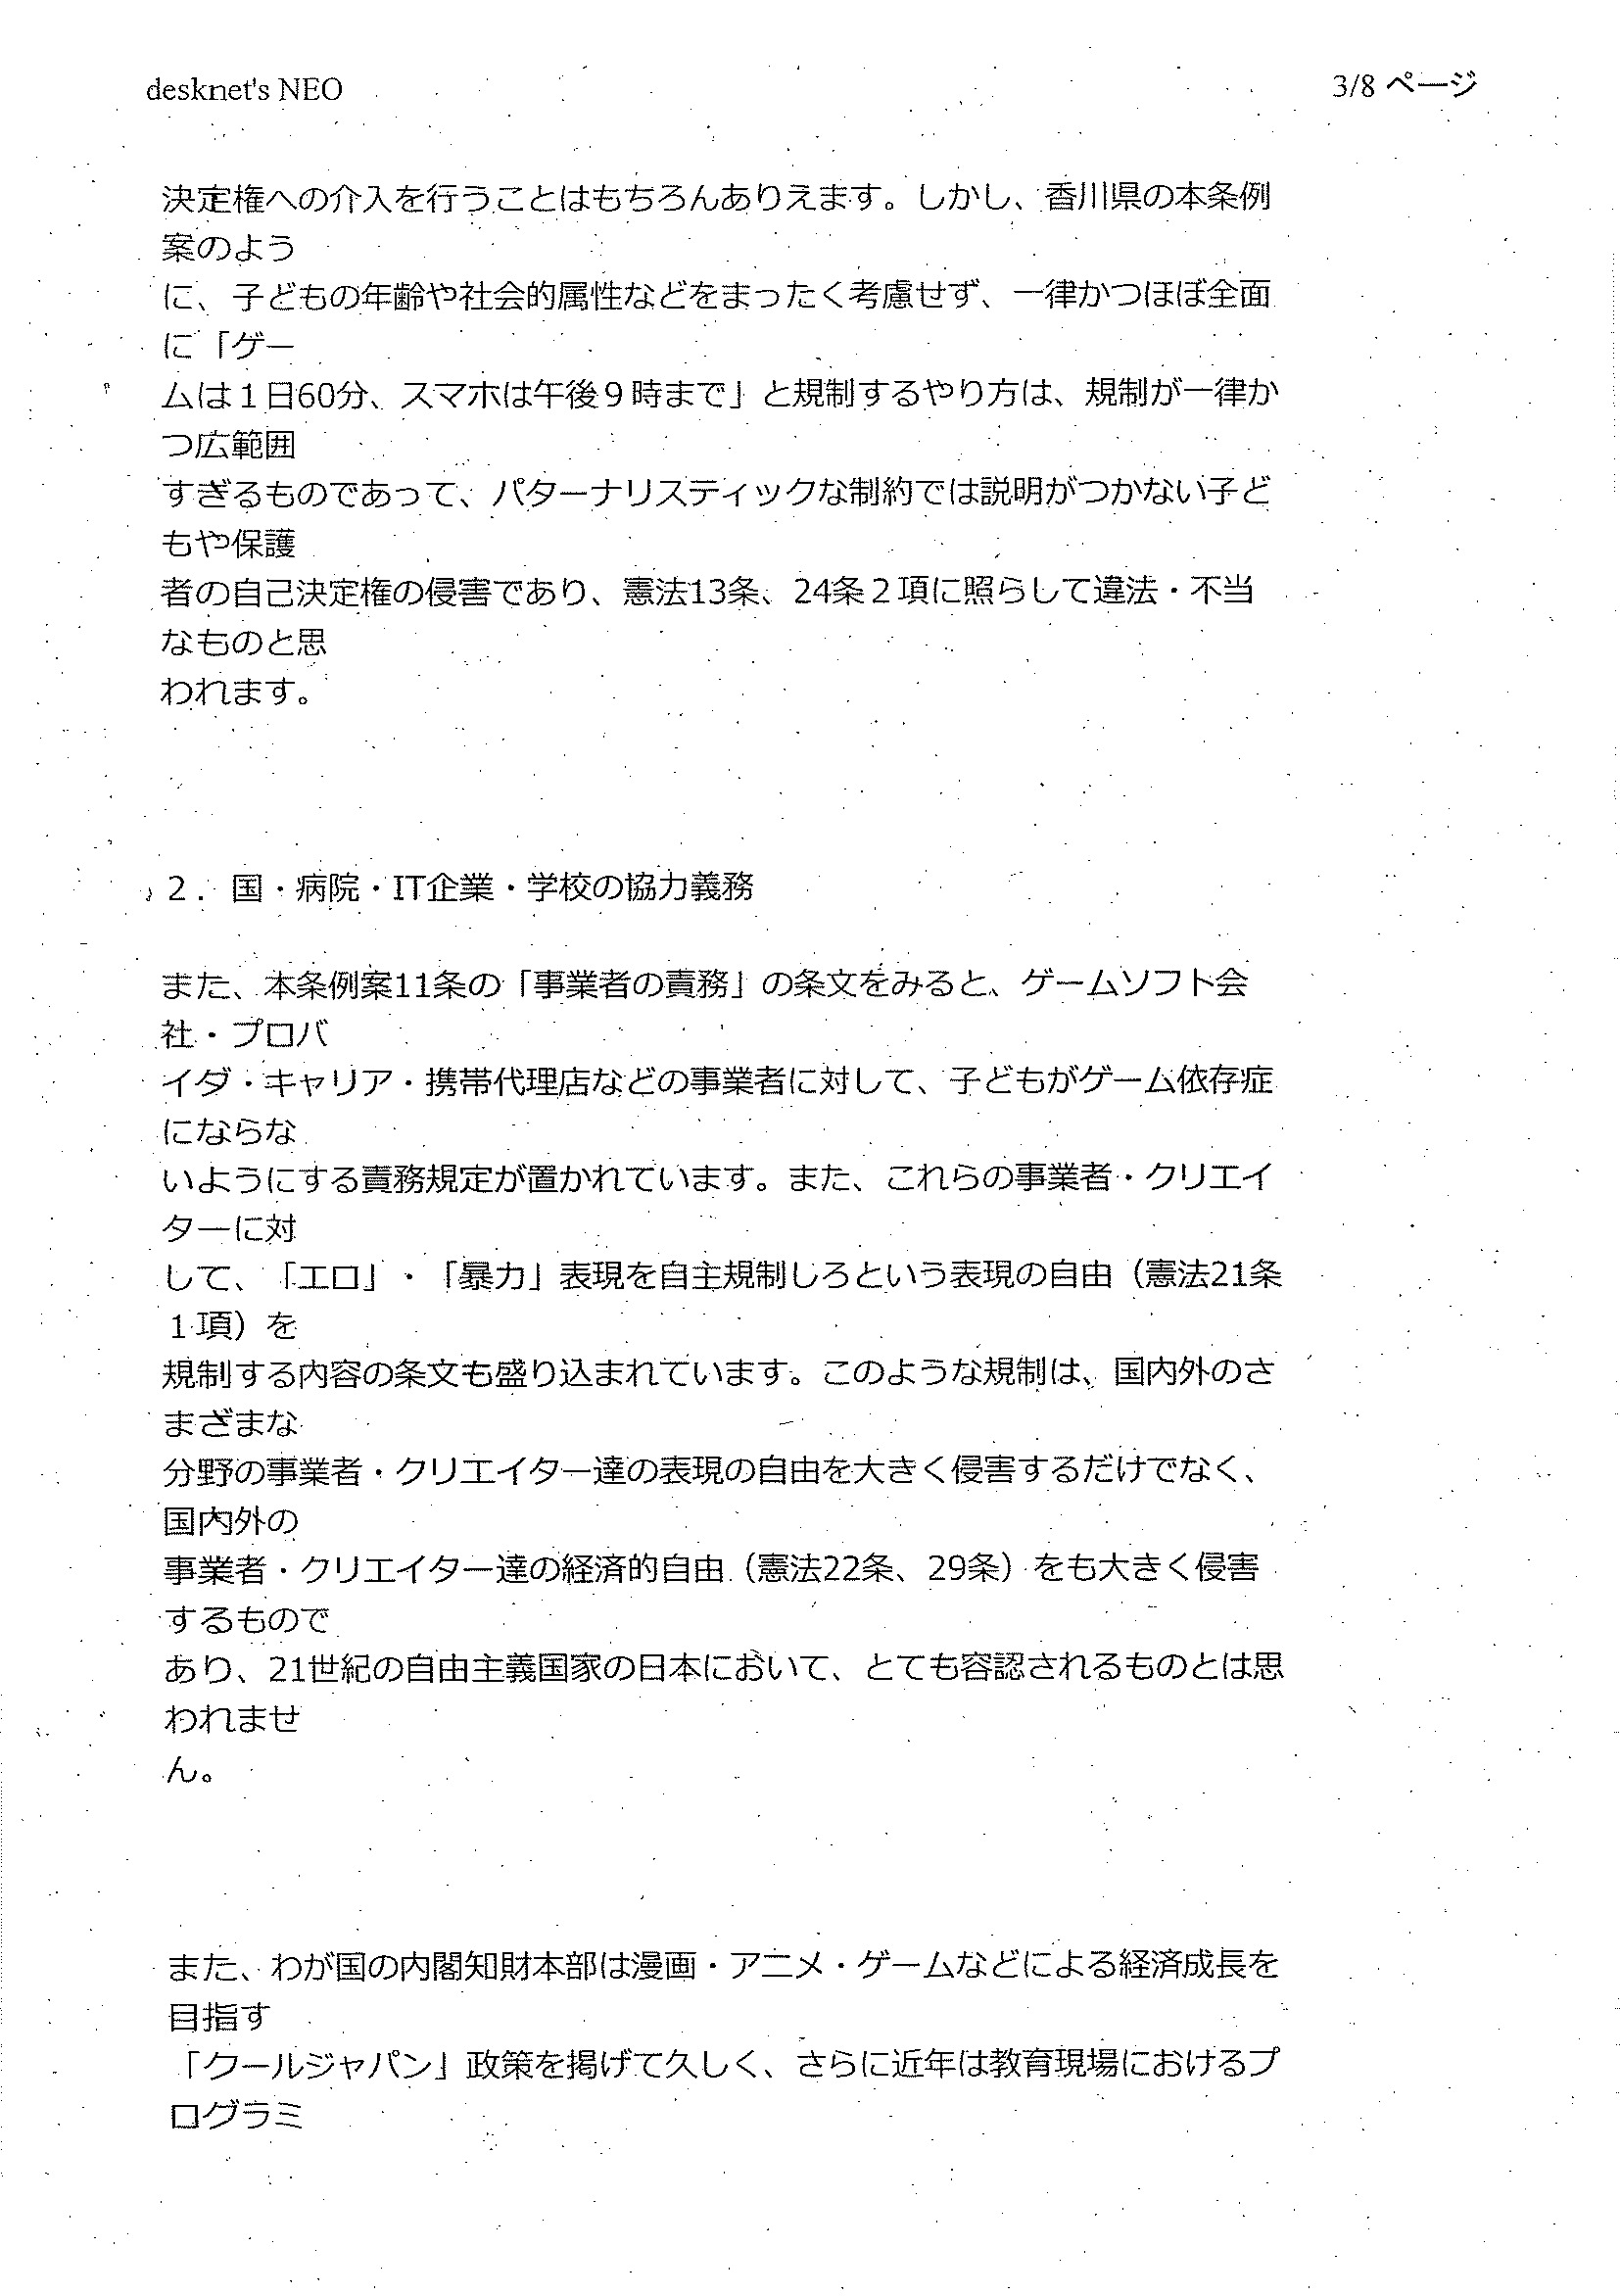 desknet's NEO
3/8 ページ
決定権への介入を行うことはもちろんありえます。しかし、香川県の本条例
案のよう
に、子どもの年齢や社会的属性などをまったく考慮せず、一律かつほぼ全面
に「ゲー
ムは１日60分、スマホは午後９時まで」と規制するやり方は、規制が一律か
つ広範囲
すぎるものであって、パターナリスティックな制約では説明がつかない子ど
もや保護
者の自己決定権の侵害であり、憲法13条、24条２項に照らして違法・不当
なものと思
われます。
２．国・病院・IT企業・学校の協力義務
また、本条例案11条の「事業者の責務」の条文をみると、ゲームソフト会
社・プロバ
イダ・キャリア・携帯代理店などの事業者に対して、子どもがゲーム依存症
にならな
いようにする責務規定が置かれています。また、これらの事業者・クリエイ
ターに対
して、「エロ」・「暴力」表現を自主規制しろという表現の自由（憲法21条
１項）を
規制する内容の条文も盛り込まれています。このような規制は、国内外のさ
まざまな
分野の事業者・クリエイター達の表現の自由を大きく侵害するだけでなく、
国内外の
事業者・クリエイター達の経済的自由（憲法22条、29条）をも大きく侵害
するもので
あり、21世紀の自由主義国家の日本において、とても容認されるものとは思
われませ
ん。
また、わが国の内閣知財本部は漫画・アニメ・ゲームなどによる経済成長を
目指す
「クールジャパン」政策を掲げて久しく、さらに近年は教育現場におけるプ
ログラミ